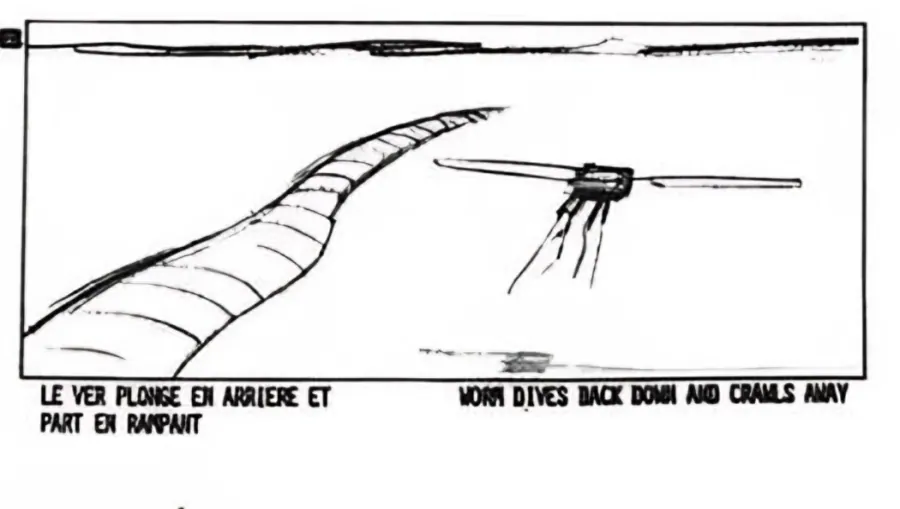 LE VER PLONGE EN ARRIERE ET
PART EN RAMPANT
WORM DIVES BACK DOWN AND CRAWLS AWAY